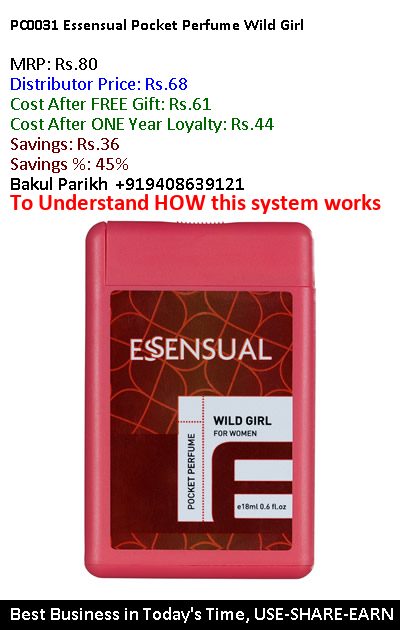 PC0031 Essensual Pocket Perfume Wild Girl
MRP: Rs.80
Distributor Price: Rs.68
Cost After FREE Gift: Rs.61
Cost After ONE Year Loyalty: Rs.44
Savings: Rs.36
Savings %: 45%
Bakul Parikh +919408639121
To Understand HOW this system works
ESSENSUAL
POCKET PERFUME
WILD GIRL
FOR WOMEN
e18ml 0.6 fl.oz
Best Business in Today's Time, USE-SHARE-EARN